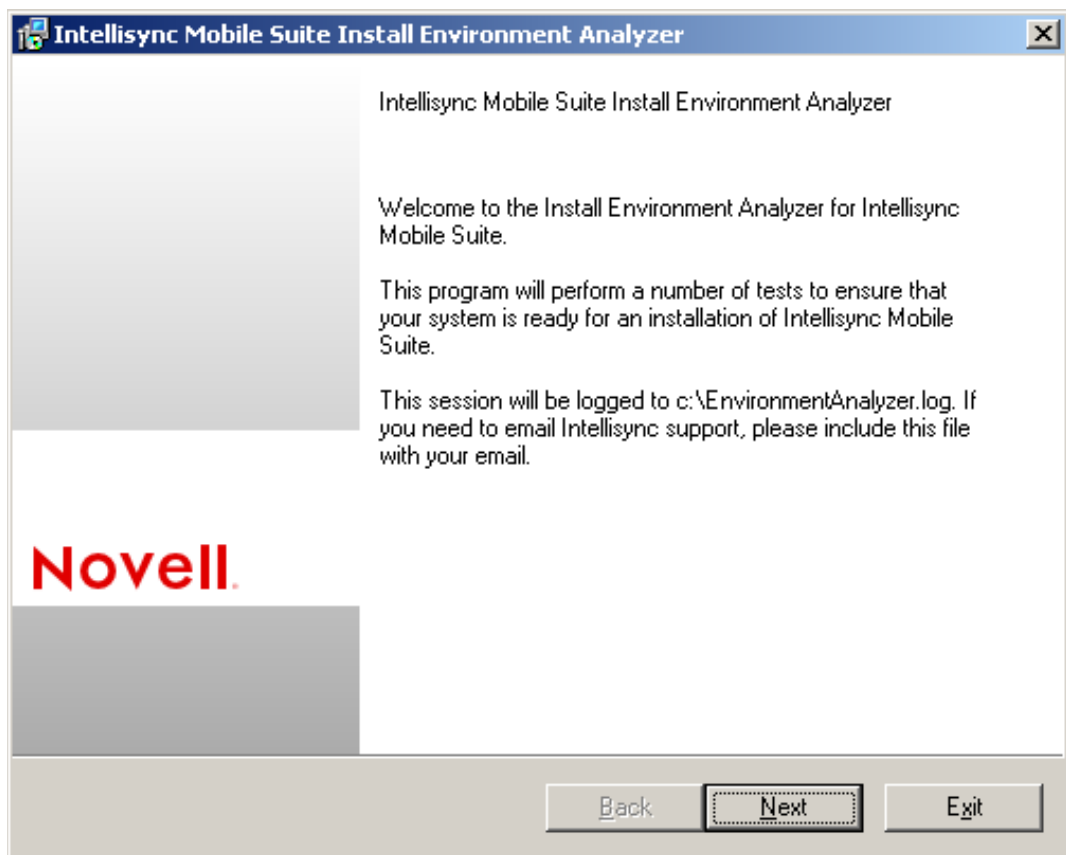 Intellisync Mobile Suite Install Environment Analyzer
Intellisync Mobile Suite Install Environment Analyzer
Welcome to the Install Environment Analyzer for Intellisync
Mobile Suite.
This program will perform a number of tests to ensure that
your system is ready for an installation of Intellisync Mobile
Suite.
This session will be logged to c:\EnvironmentAnalyzer.log. If
you need to email Intellisync support, please include this file
with your email.
Novell.
Back
Next
Exit